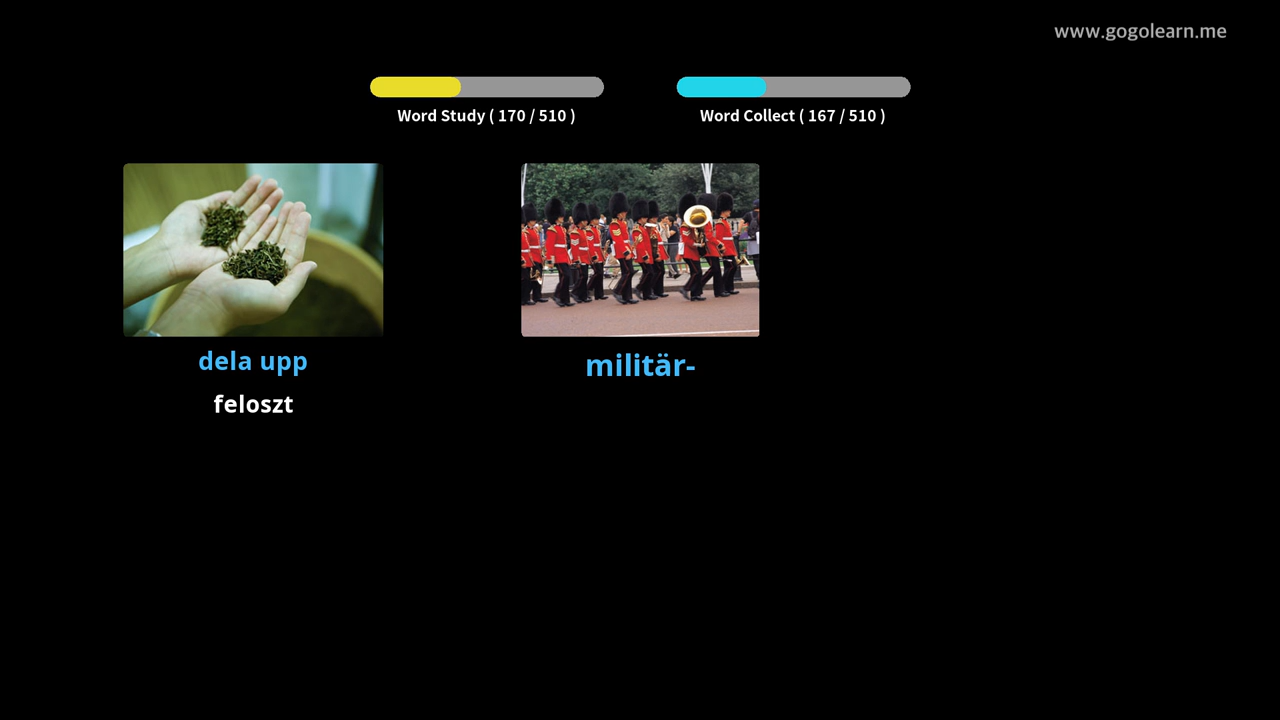 www.gogolearn.me
Word Study ( 170 / 510 )
Word Collect ( 167 / 510 )
dela upp
feloszt
militär-